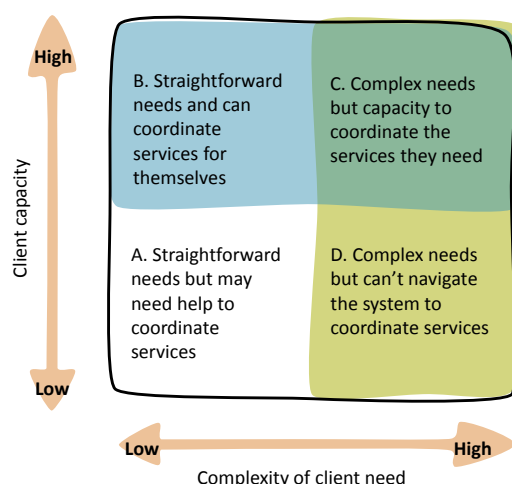 High
B. Straightforward
needs and can
coordinate
services for
themselves
C. Complex needs
but capacity to
coordinate the
services they need
Client capacity
A. Straightforward
needs but may
need help to
coordinate
services
D. Complex needs
but can’t navigate
the system to
coordinate services
Low
Low
High
Complexity of client need